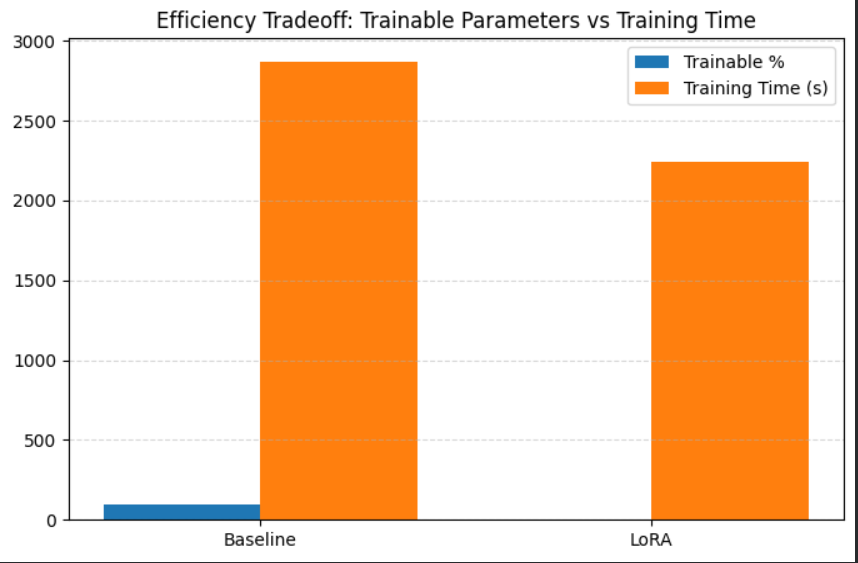 Efficiency Tradeoff: Trainable Parameters vs Training Time
Trainable %
Training Time (s)
3000
2500
2000
1500
1000
500
0
Baseline
LoRA